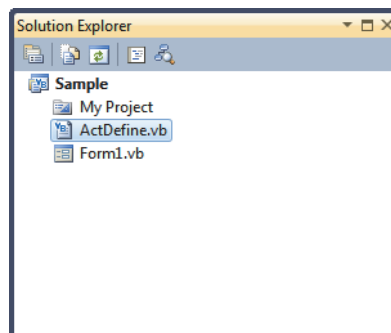 Solution Explorer
Sample
My Project
ActDefine.vb
Form1.vb